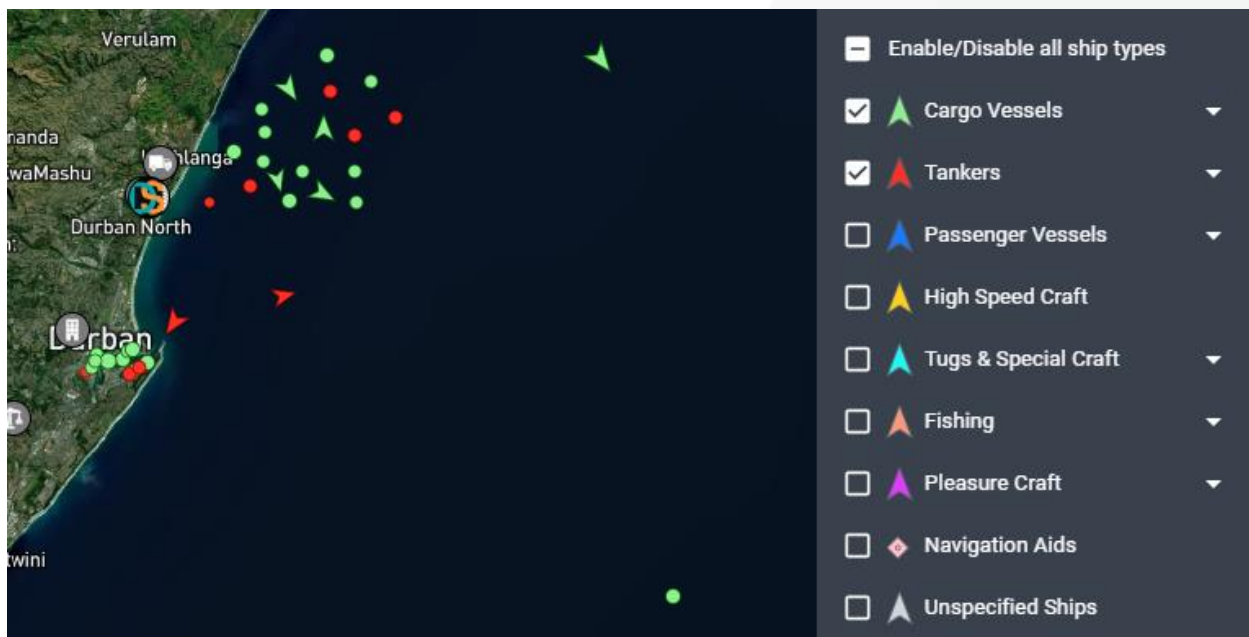 Verulam
nanda
waMashu
hlanga
Durban North
Durban
twini
Enable/Disable all ship types
Cargo Vessels
Tankers
Passenger Vessels
High Speed Craft
Tugs & Special Craft
Fishing
Pleasure Craft
Navigation Aids
Unspecified Ships